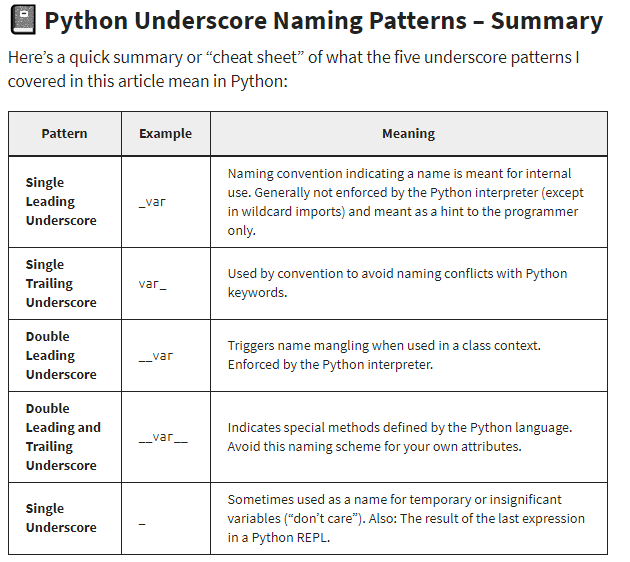 Python Underscore Naming Patterns – Summary
Here's a quick summary or “cheat sheet” of what the five underscore patterns I
covered in this article mean in Python:
Pattern Example Meaning
Single
Leading
Underscore
_var
Naming convention indicating a name is meant for internal
use. Generally not enforced by the Python interpreter (except
in wildcard imports) and meant as a hint to the programmer
only.
Single
Trailing
Underscore
var_
Used by convention to avoid naming conflicts with Python
keywords.
Double
Leading
Underscore
__var
Triggers name mangling when used in a class context.
Enforced by the Python interpreter.
Double
Leading and
Trailing
Underscore
__var__
Indicates special methods defined by the Python language.
Avoid this naming scheme for your own attributes.
Single
Underscore
_
Sometimes used as a name for temporary or insignificant
variables (“don't care”). Also: The result of the last expression
in a Python REPL.